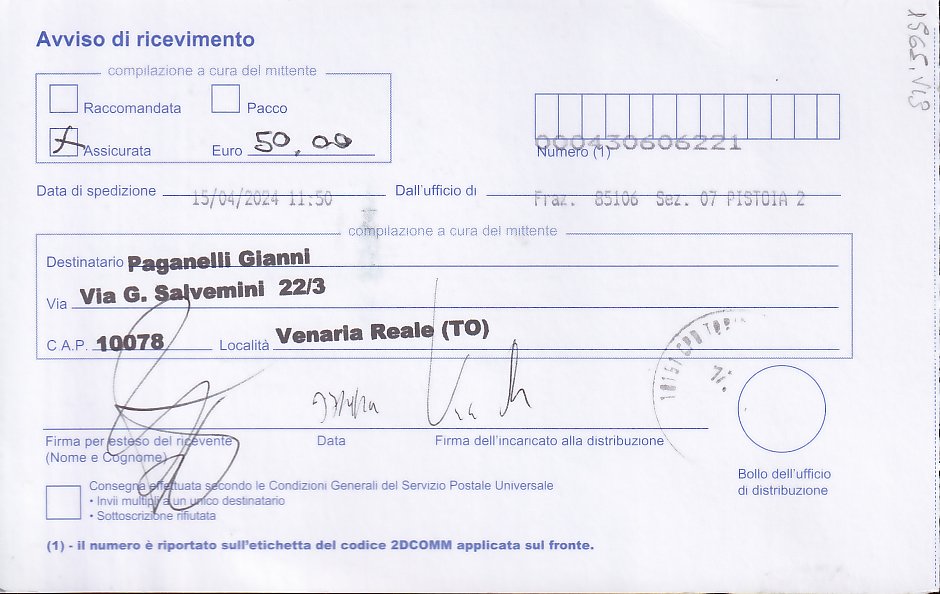 1565.VIS
Avviso di ricevimento
compilazione a cura del mittente
Raccomandata Pacco
Assicurata Euro 50,00
000430606221
Numero (1)
Data di spedizione 15/04/2024 11:50 Dall'ufficio di Fraz. 85106 Sez. 07 PISTOIA 2
compilazione a cura del mittente
Destinatario Paganelli Gianni
Via Via G. Salvemini 22/3
C.A.P. 10078 Località Venaria Reale (TO)
Firma per esteso del ricevente
(Nome e Cognome)
Data
Firma dell'incaricato alla distribuzione
Bollo dell'ufficio
di distribuzione
Consegna effettuata secondo le Condizioni Generali del Servizio Postale Universale
• Invii multipli a un unico destinatario
• Sottoscrizione rifiutata
(1) - il numero è riportato sull'etichetta del codice 2DCOMM applicata sul fronte.